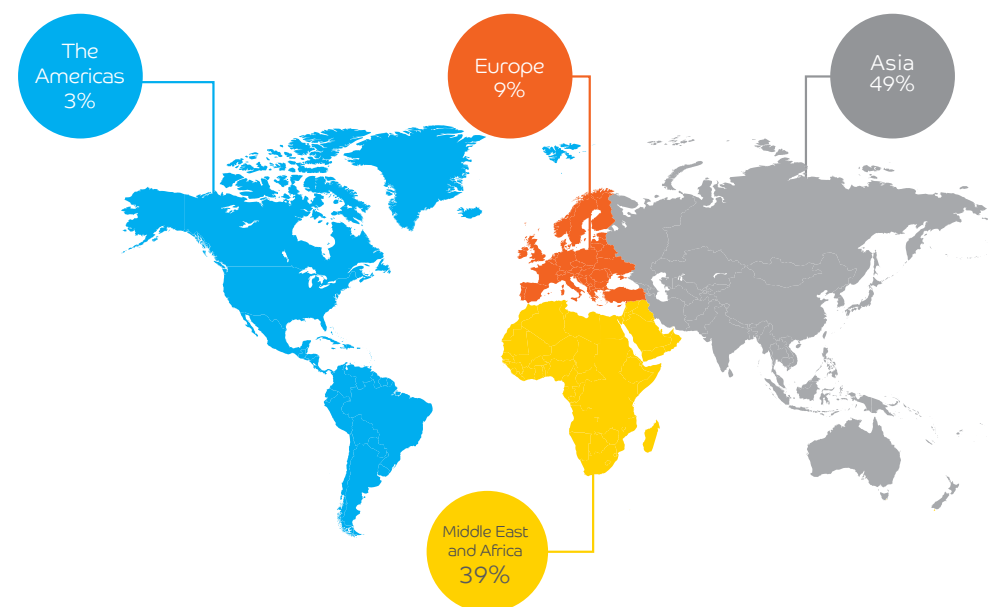 The
Americas
3%
Europe
9%
Asia
49%
Middle East
and Africa
39%